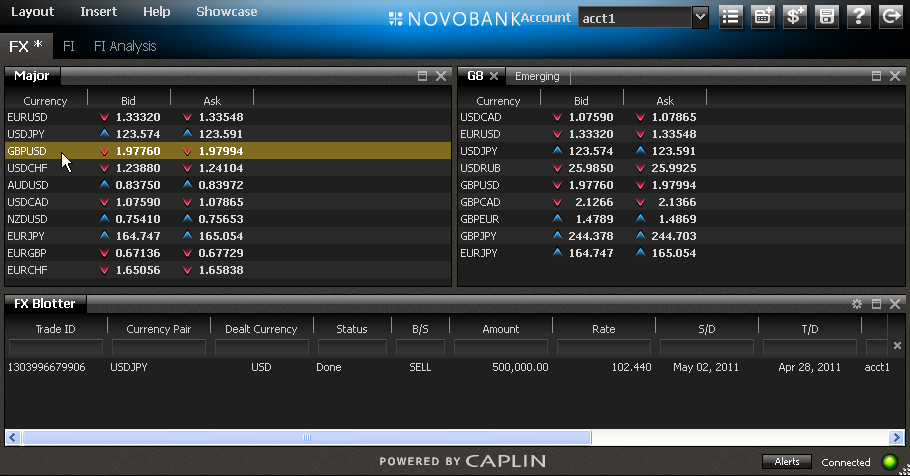 Layout Insert Help Showcase NOVOBANK Account acct1
FX * FI FI Analysis
Major
Currency Bid Ask
EURUSD 1.33320 1.33548
USDJPY 123.574 123.591
GBPUSD 1.97760 1.97994
USDCHF 1.23880 1.24104
AUDUSD 0.83750 0.83972
USDCAD 1.07590 1.07865
NZDUSD 0.75410 0.75653
EURJPY 164.747 165.054
EURGBP 0.67136 0.67729
EURCHF 1.65056 1.65838
G8 Emerging
Currency Bid Ask
USDCAD 1.07590 1.07865
EURUSD 1.33320 1.33548
USDJPY 123.574 123.591
USDRUB 25.9850 25.9925
GBPUSD 1.97760 1.97994
GBPCAD 2.1266 2.1366
GBPEUR 1.4789 1.4869
GBPJPY 244.378 244.703
EURJPY 164.747 165.054
FX Blotter
Trade ID Currency Pair Dealt Currency Status B/S Amount Rate S/D T/D
1303996679906 USDJPY USD Done SELL 500,000.00 102.440 May 02, 2011 Apr 28, 2011 acct1
POWERED BY CAPLIN Alerts Connected